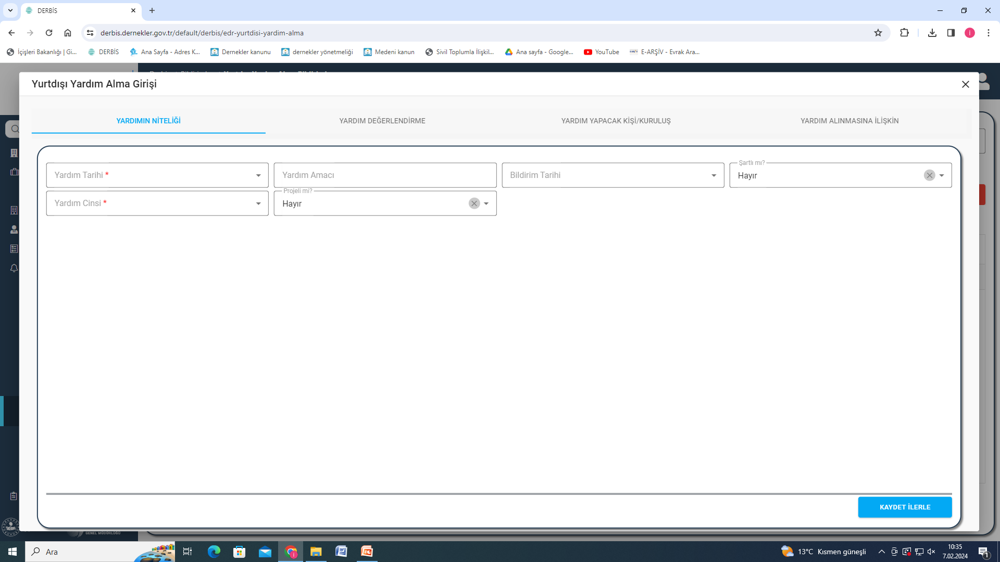 DERBİS
derbis.dernekler.gov.tr/default/derbis/edr-yurtdisi-yardim-alma
İçişleri Bakanlığı | Gi...
DERBİS
Ana Sayfa - Adres K...
Dernekler kanunu
dernekler yönetmeliği
Medeni kanun
Sivil Toplumla İlişkil...
Ana sayfa - Google...
YouTube
E-ARŞİV - Evrak Ara...
Yurtdışı Yardım Alma Girişi
YARDIMIN NİTELİĞİ
YARDIM DEĞERLENDİRME
YARDIM YAPACAK KİŞİ/KURULUŞ
YARDIM ALINMASINA İLİŞKİN
Yardım Tarihi *
Yardım Amacı
Bildirim Tarihi
Şartlı mı?
Hayır
Yardım Cinsi *
Projeli mi?
Hayır
KAYDET İLERLE
GENEL MÜDÜRLÜĞÜ
Ara
13°C Kısmen güneşli
10:35
7.02.2024
1